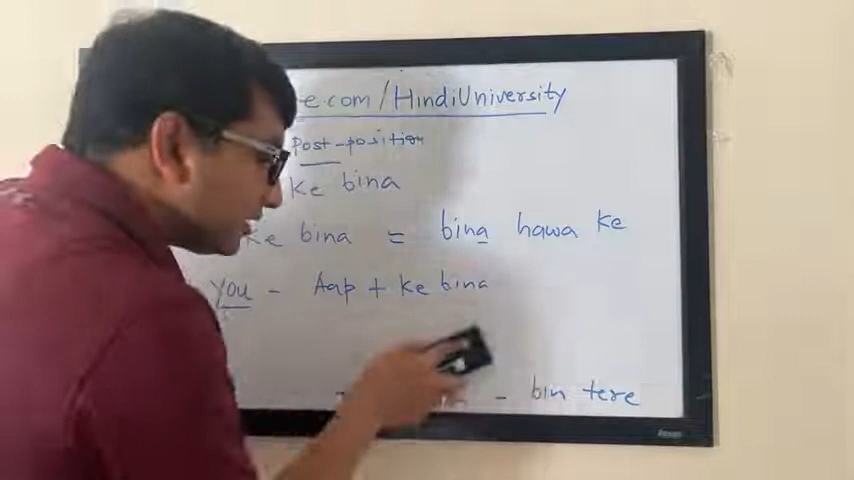 e.com/HindiUniversity
Post-position
ke bina
ke bina = bina hawa ke
you - Aap + ke bina
- bin tere